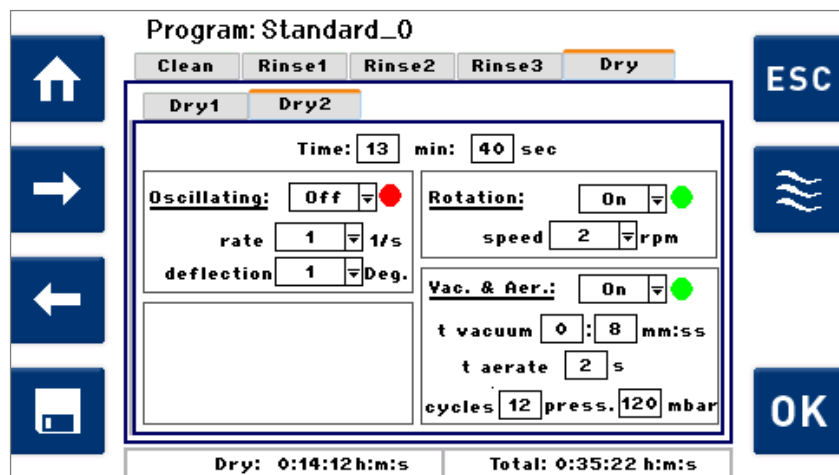 Program: Standard_0
Clean Rinse1 Rinse2 Rinse3 Dry
ESC
Dry1 Dry2
Time: 13 min: 40 sec
Oscillating: Off
rate 1 1/s
deflection 1 Deg.
Rotation: On
speed 2 rpm
Vac. & Aer.: On
t vacuum 0 : 8 mm:ss
t aerate 2 s
cycles 12 press. 120 mbar
OK
Dry: 0:14:12 h:m:s
Total: 0:35:22 h:m:s